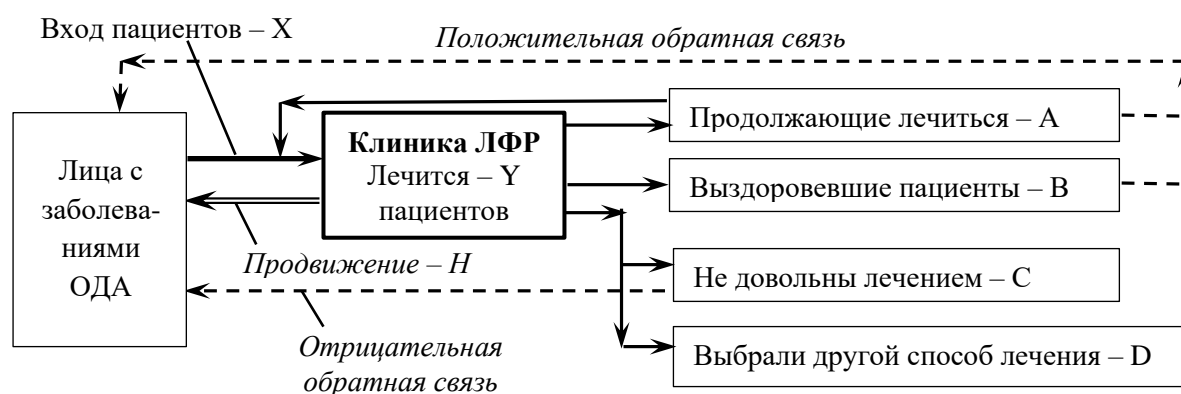 Вход пациентов – X
Положительная обратная связь
Продолжающие лечиться – A
Клиника ЛФР
Лечится – Y
пациентов
Лица с
заболева-
ниями
ОДА
Выздоровевшие пациенты – B
Продвижение – H
Не довольны лечением – C
Отрицательная
обратная связь
Выбрали другой способ лечения – D